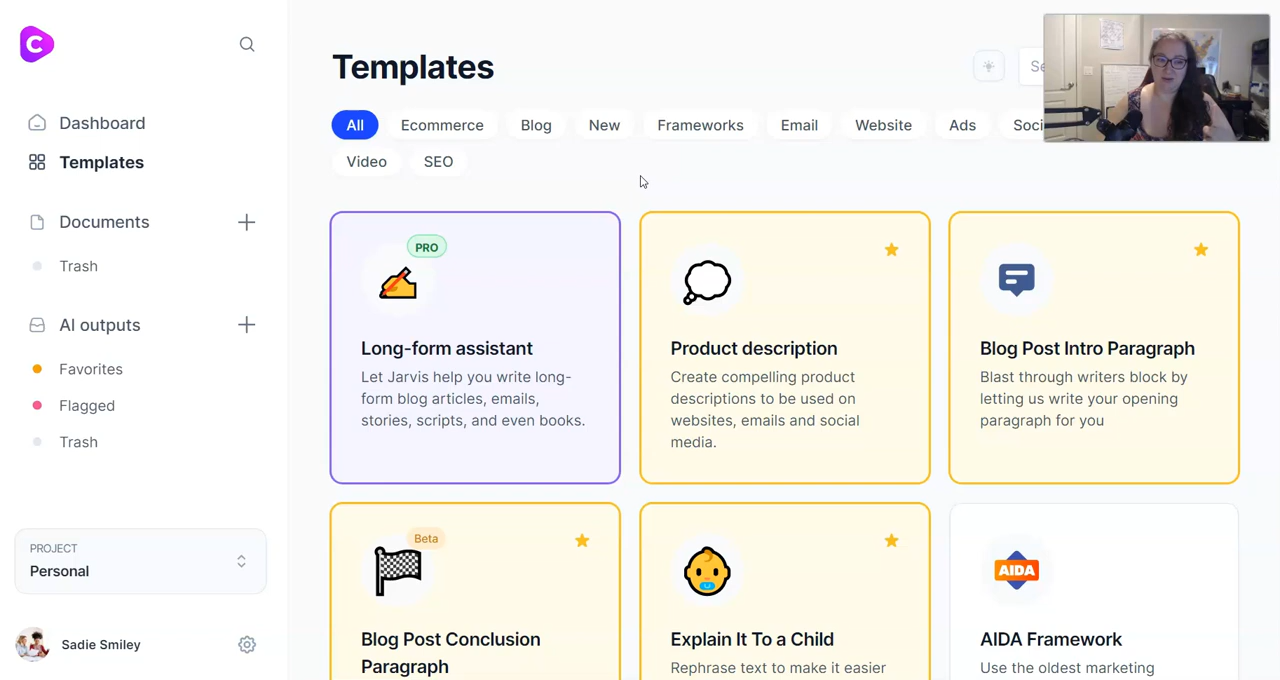 C
Dashboard
Templates
Documents
Trash
AI outputs
Favorites
Flagged
Trash
PROJECT
Personal
Sadie Smiley
Templates
All
Ecommerce
Blog
New
Frameworks
Email
Website
Ads
Soci
Se
Video
SEO
PRO
Long-form assistant
Let Jarvis help you write long-
form blog articles, emails,
stories, scripts, and even books.
Product description
Create compelling product
descriptions to be used on
websites, emails and social
media.
Blog Post Intro Paragraph
Blast through writers block by
letting us write your opening
paragraph for you
Beta
Blog Post Conclusion
Paragraph
Explain It To a Child
Rephrase text to make it easier
AIDA
AIDA Framework
Use the oldest marketing